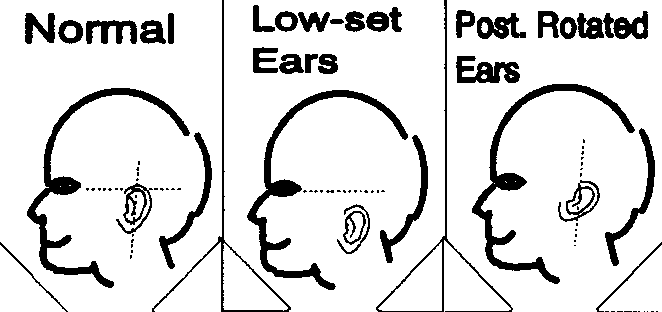 Normal
Low-set
Ears
Post. Rotated
Ears